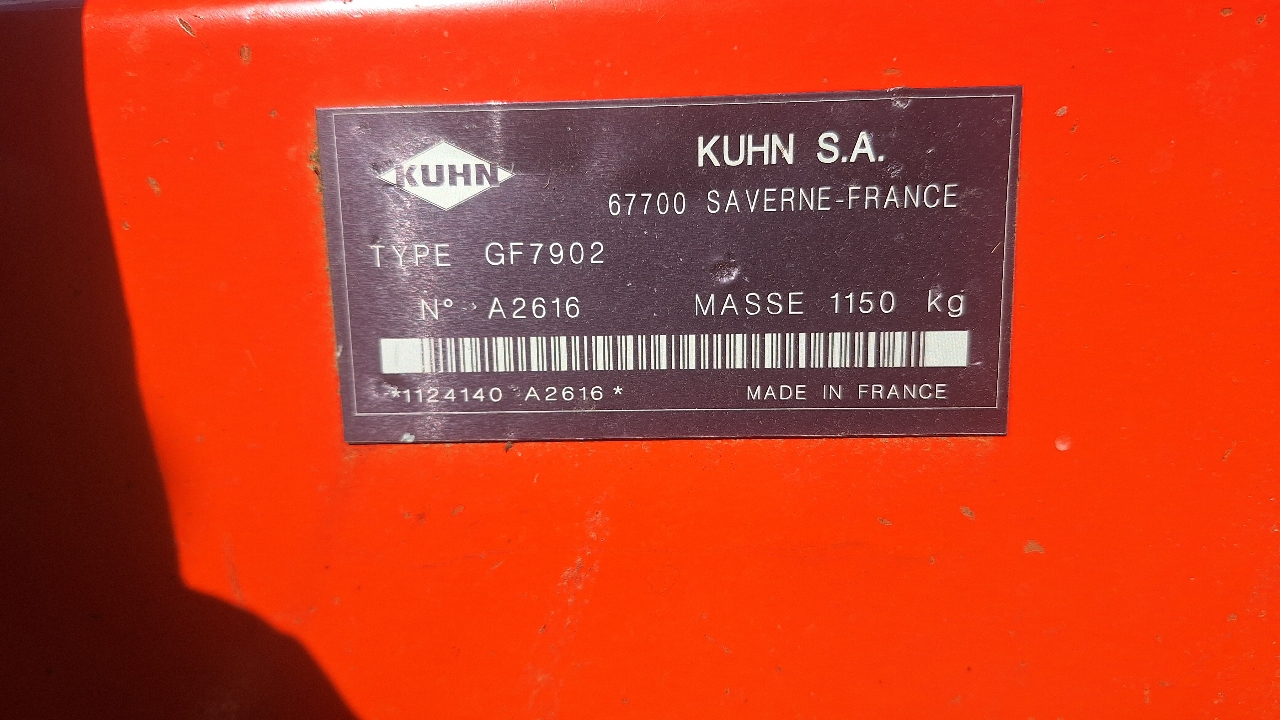 KUHN
KUHN S.A.
67700 SAVERNE-FRANCE
TYPE GF7902
N° A2616 MASSE 1150 kg
*1124140 A2616*
MADE IN FRANCE